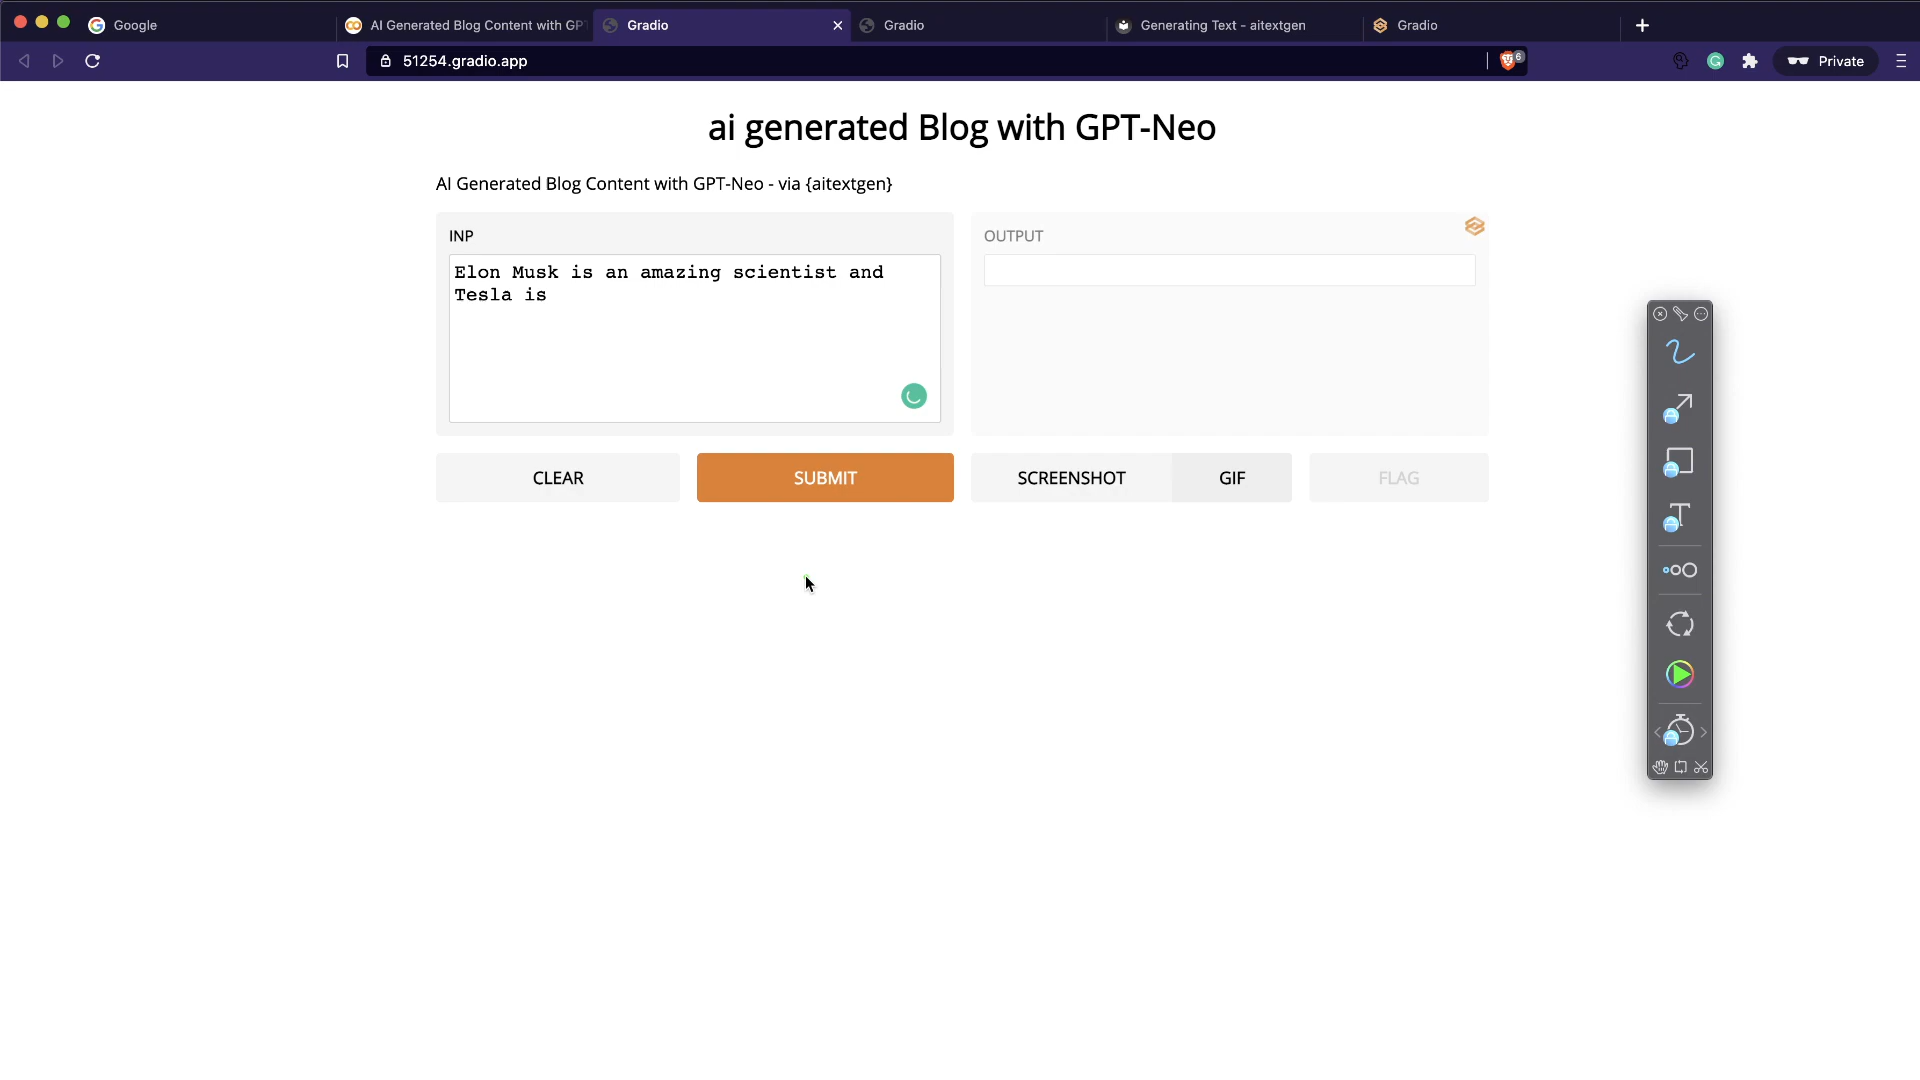 Google
AI Generated Blog Content with GPT
Gradio
Gradio
Generating Text - aitextgen
Gradio
51254.gradio.app
6
Private
ai generated Blog with GPT-Neo
AI Generated Blog Content with GPT-Neo - via {aitextgen}
INP
OUTPUT
Elon Musk is an amazing scientist and
Tesla is
CLEAR
SUBMIT
SCREENSHOT
GIF
FLAG